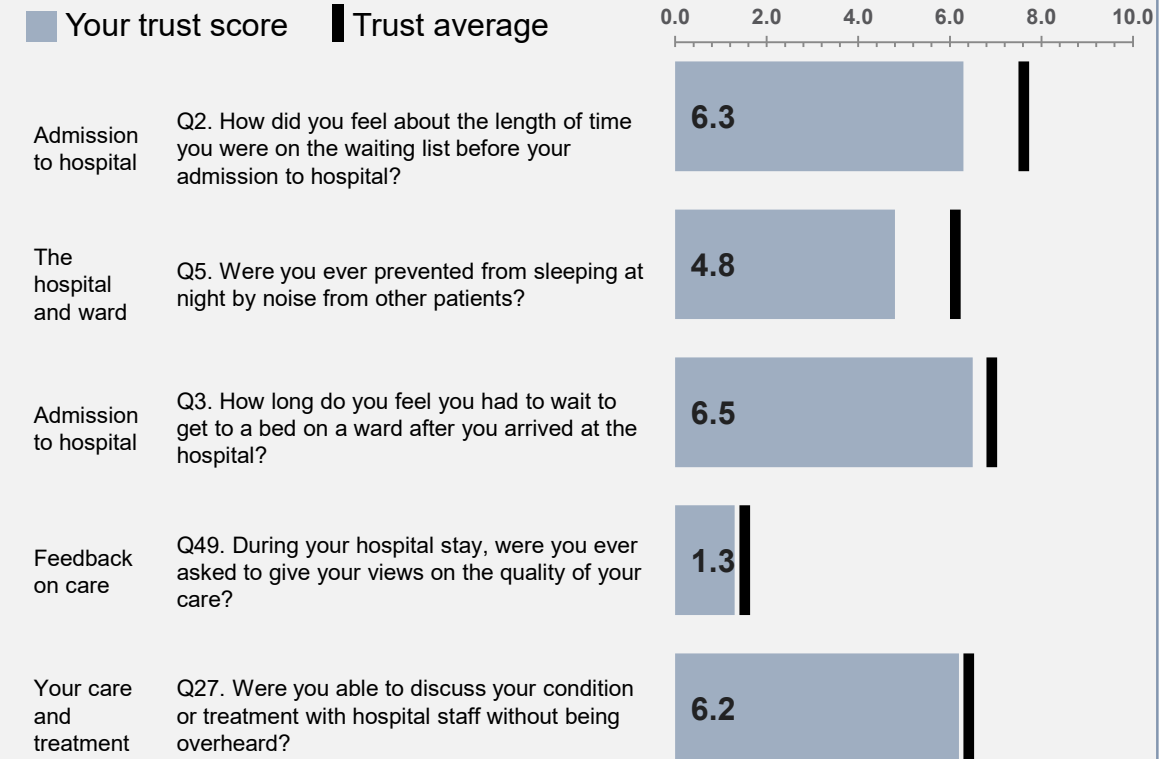 Your trust score
Trust average
0.0 2.0 4.0 6.0 8.0 10.0
Admission
to hospital
Q2. How did you feel about the length of time
you were on the waiting list before your
admission to hospital?
6.3
The
hospital
and ward
Q5. Were you ever prevented from sleeping at
night by noise from other patients?
4.8
Admission
to hospital
Q3. How long do you feel you had to wait to
get to a bed on a ward after you arrived at the
hospital?
6.5
Feedback
on care
Q49. During your hospital stay, were you ever
asked to give your views on the quality of your
care?
1.3
Your care
and
treatment
Q27. Were you able to discuss your condition
or treatment with hospital staff without being
overheard?
6.2